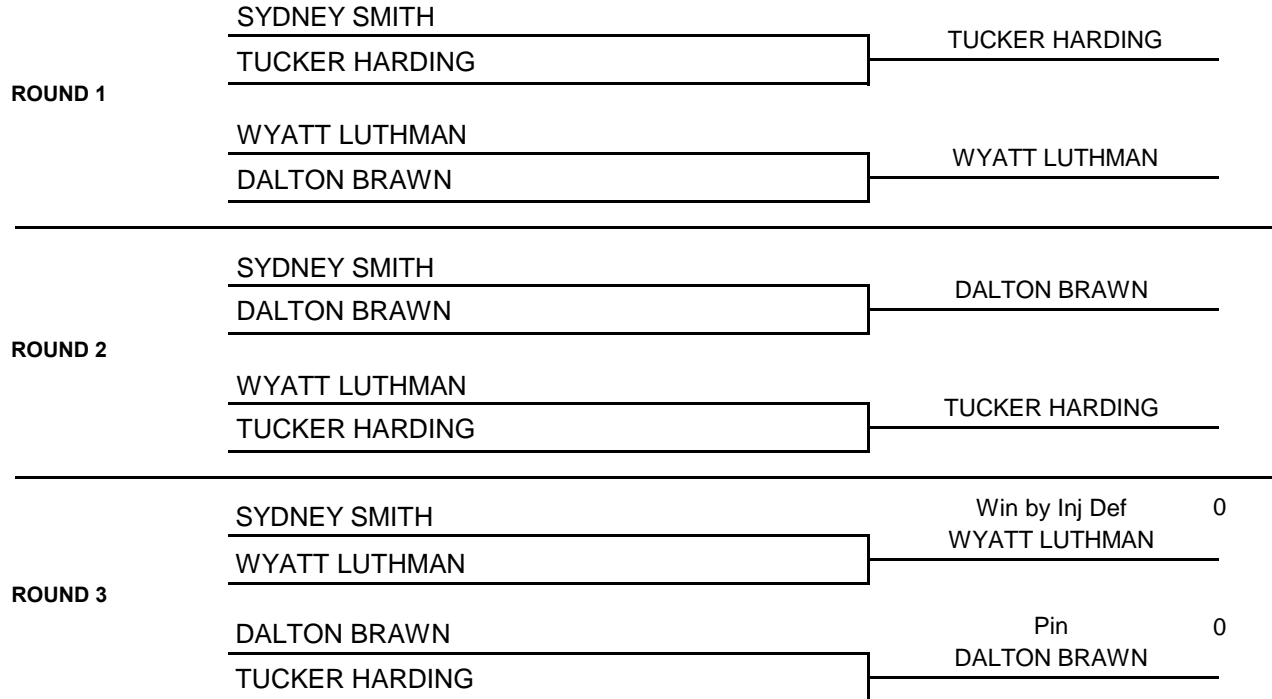 SYDNEY SMITH
TUCKER HARDING
TUCKER HARDING
ROUND 1
WYATT LUTHMAN
WYATT LUTHMAN
DALTON BRAWN
SYDNEY SMITH
DALTON BRAWN
DALTON BRAWN
ROUND 2
WYATT LUTHMAN
TUCKER HARDING
TUCKER HARDING
SYDNEY SMITH
Win by Inj Def 0
WYATT LUTHMAN
WYATT LUTHMAN
ROUND 3
DALTON BRAWN
Pin 0
DALTON BRAWN
TUCKER HARDING